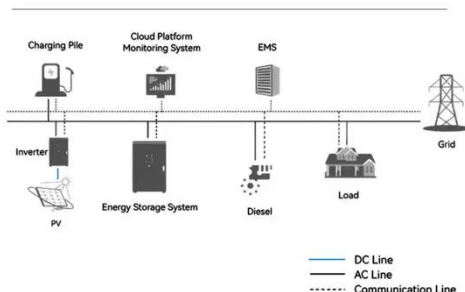 Charging Pile
Cloud Platform
Monitoring System
EMS
Inverter
Grid
PV
Energy Storage System
Diesel
Load
DC Line
AC Line
Communication Line